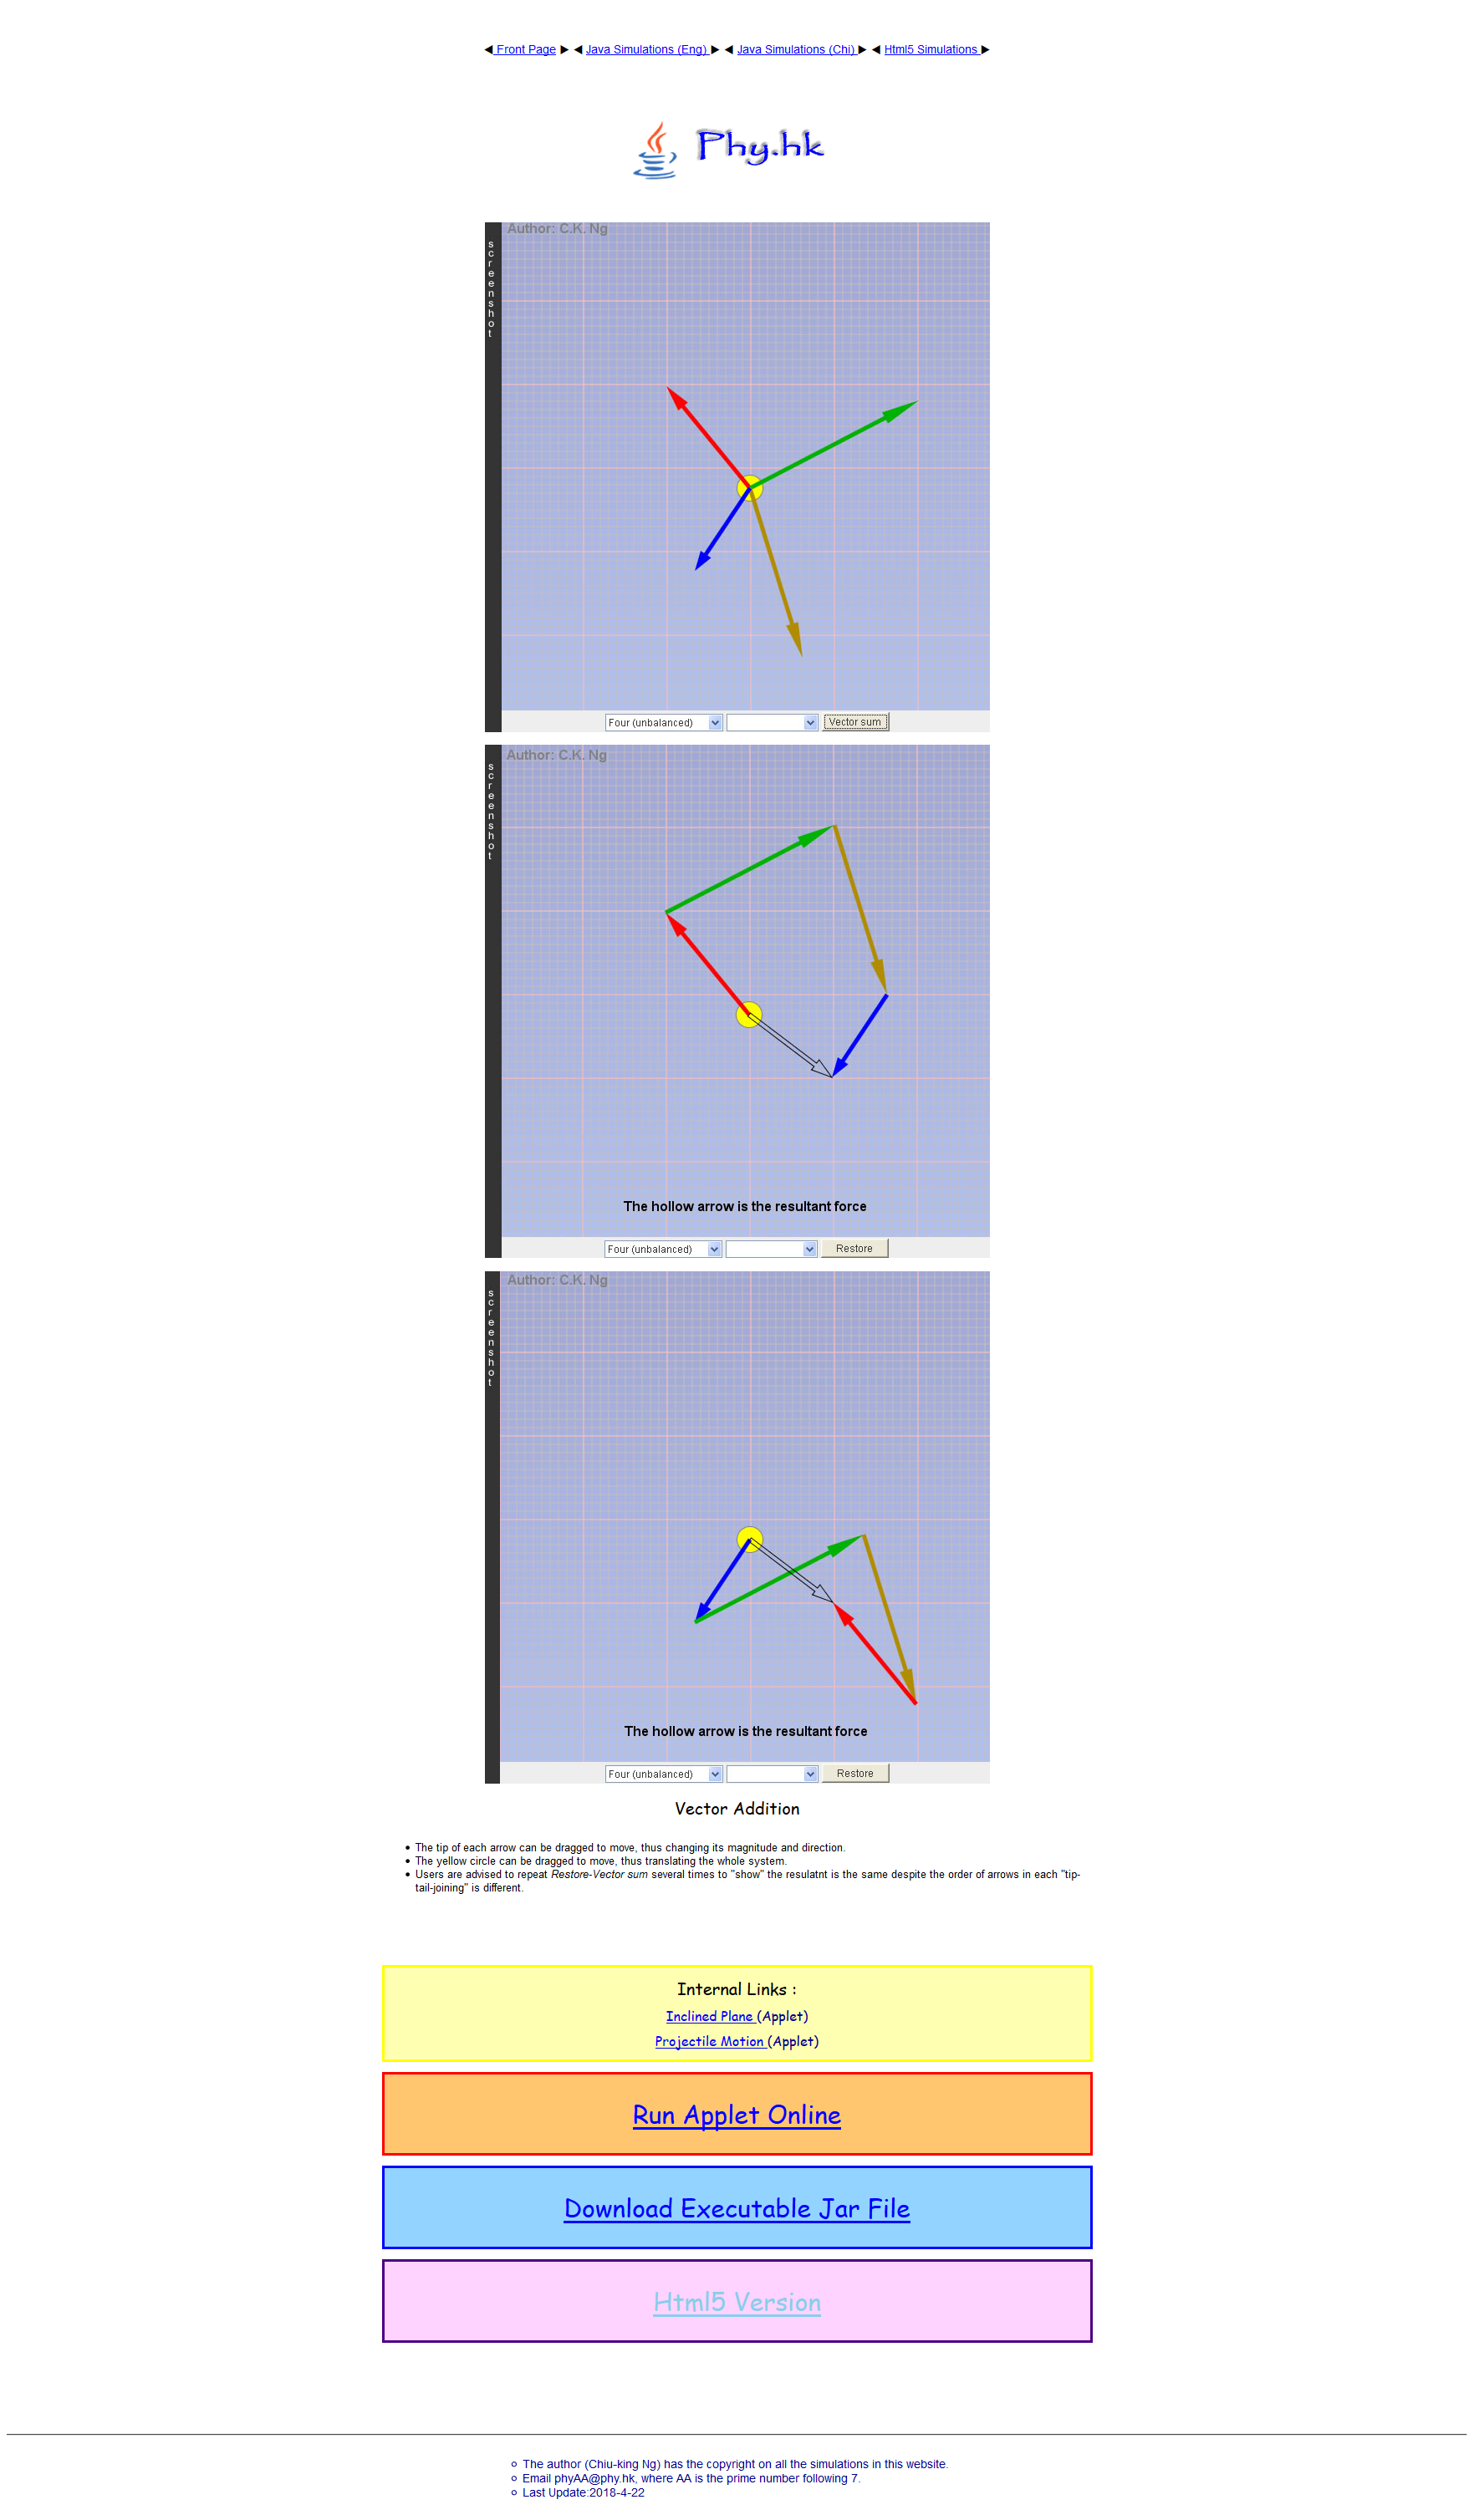 ◄ Front Page ► ◄ Java Simulations (Eng) ► ◄ Java Simulations (Chi) ► ◄ Html5 Simulations ►
Phy.hk
screenshot
Author: C.K. Ng
Four (unbalanced)
Vector sum
screenshot
Author: C.K. Ng
The hollow arrow is the resultant force
Four (unbalanced)
Restore
screenshot
Author: C.K. Ng
The hollow arrow is the resultant force
Four (unbalanced)
Restore
Vector Addition
• The tip of each arrow can be dragged to move, thus changing its magnitude and direction.
• The yellow circle can be dragged to move, thus translating the whole system.
• Users are advised to repeat Restore-Vector sum several times to "show" the resulatnt is the same despite the order of arrows in each "tip-
tail-joining" is different.
Internal Links :
Inclined Plane (Applet)
Projectile Motion (Applet)
Run Applet Online
Download Executable Jar File
Html5 Version
The author (Chiu-king Ng) has the copyright on all the simulations in this website.
Email phyAA@phy.hk, where AA is the prime number following 7.
Last Update:2018-4-22